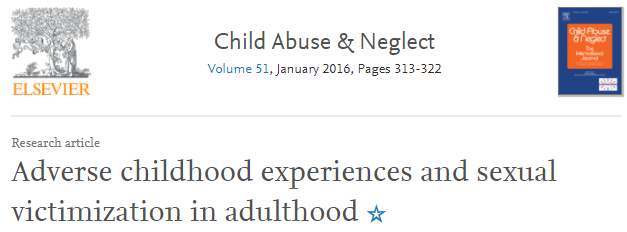 Child Abuse & Neglect
Volume 51, January 2016, Pages 313-322
ELSEVIER
Child Abuse & Neglect
The
International
Journal
Research article
Adverse childhood experiences and sexual
victimization in adulthood